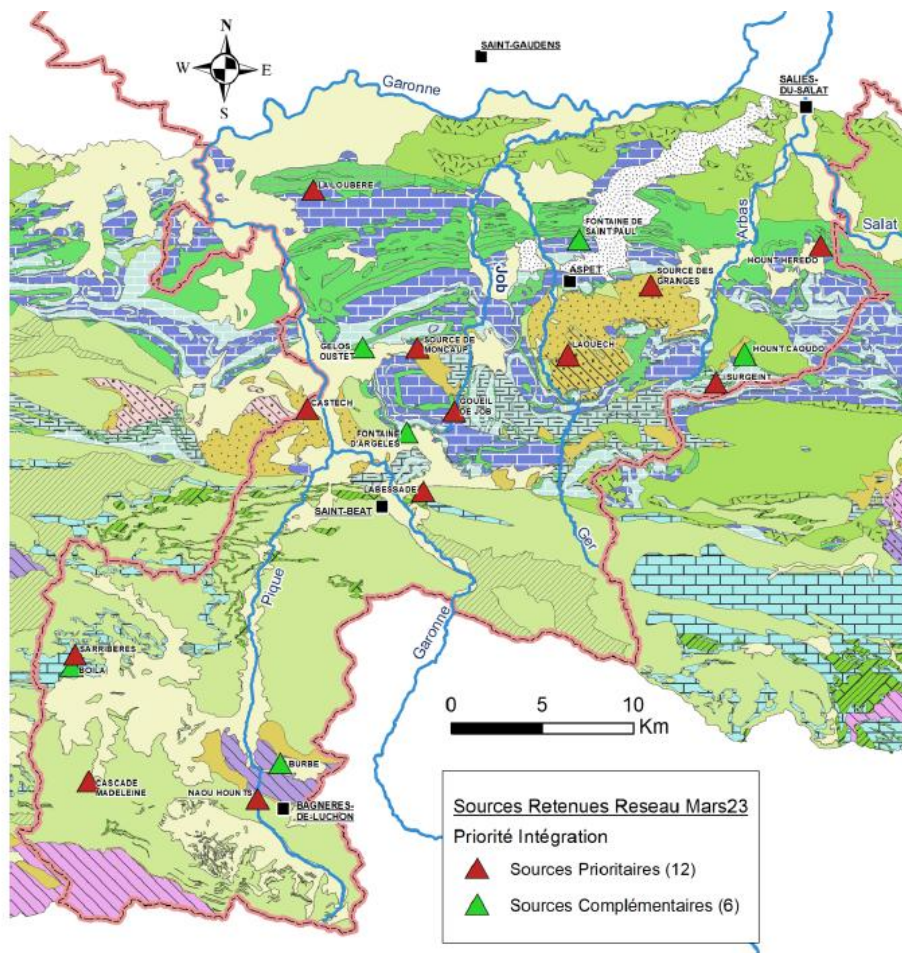 N
W
E
S
SAINT-GAUDENS
Garonne
SALIES-
DU-SALAT
LA LOUBERE
Arbas
Salat
FONTAINE DE
SAINT PAUL
HOUNT HEREDO
Job
ASPET
SOURCE DES
GRANGES
GELOS
OUSTET
SOURCE DE
MONCAUP
LAOUECH
HOUNT CAOUDO
SURGEINT
CASTECH
GOUEIL
DE JOB
FONTAINE
D'ARGELES
LABESSADE
SAINT-BEAT
Ger
Pique
Garonne
SARRIBERES
BOILA
0 5 10
Km
BURBE
CASCADE
MADELEINE
NAOU HOUNTS
BAGNERES-
DE-LUCHON
Sources Retenues Reseau Mars23
Priorité Intégration
Sources Prioritaires (12)
Sources Complémentaires (6)